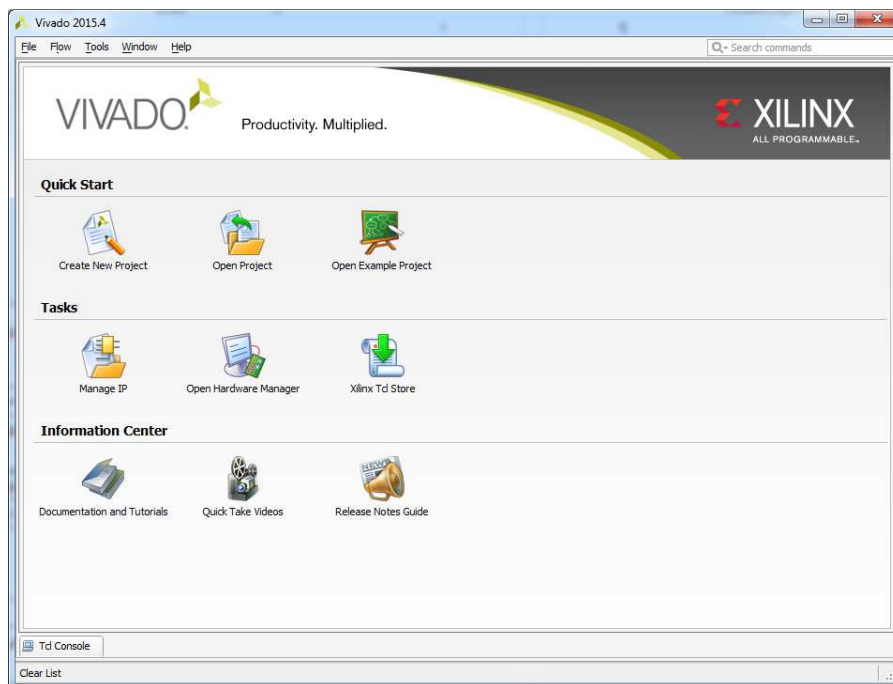 Vivado 2015.4
File Flow Tools Window Help
Search commands
VIVADO.
Productivity. Multiplied.
XILINX
ALL PROGRAMMABLE™
Quick Start
Create New Project Open Project Open Example Project
Tasks
Manage IP Open Hardware Manager Xilinx Tcl Store
Information Center
NEWS
Documentation and Tutorials Quick Take Videos Release Notes Guide
Tcl Console
Clear List